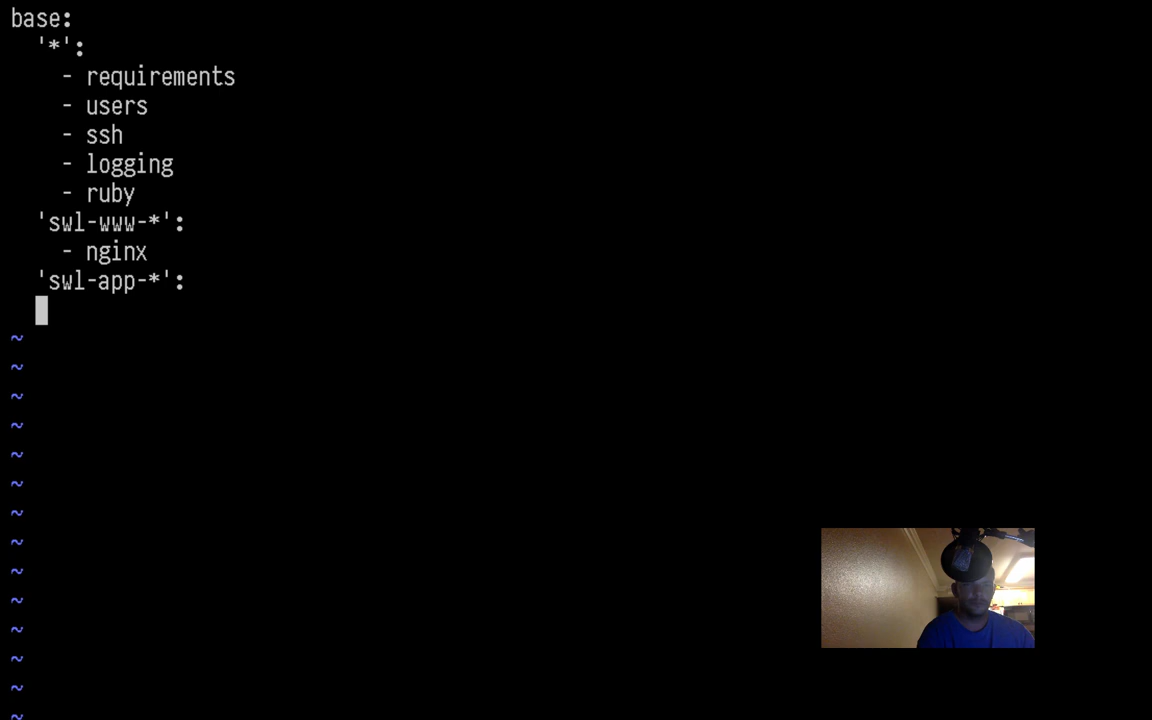 base:
  '*':
    - requirements
    - users
    - ssh
    - logging
    - ruby
  'swl-www-*':
    - nginx
  'swl-app-*':
~
~
~
~
~
~
~
~
~
~
~
~
~
~